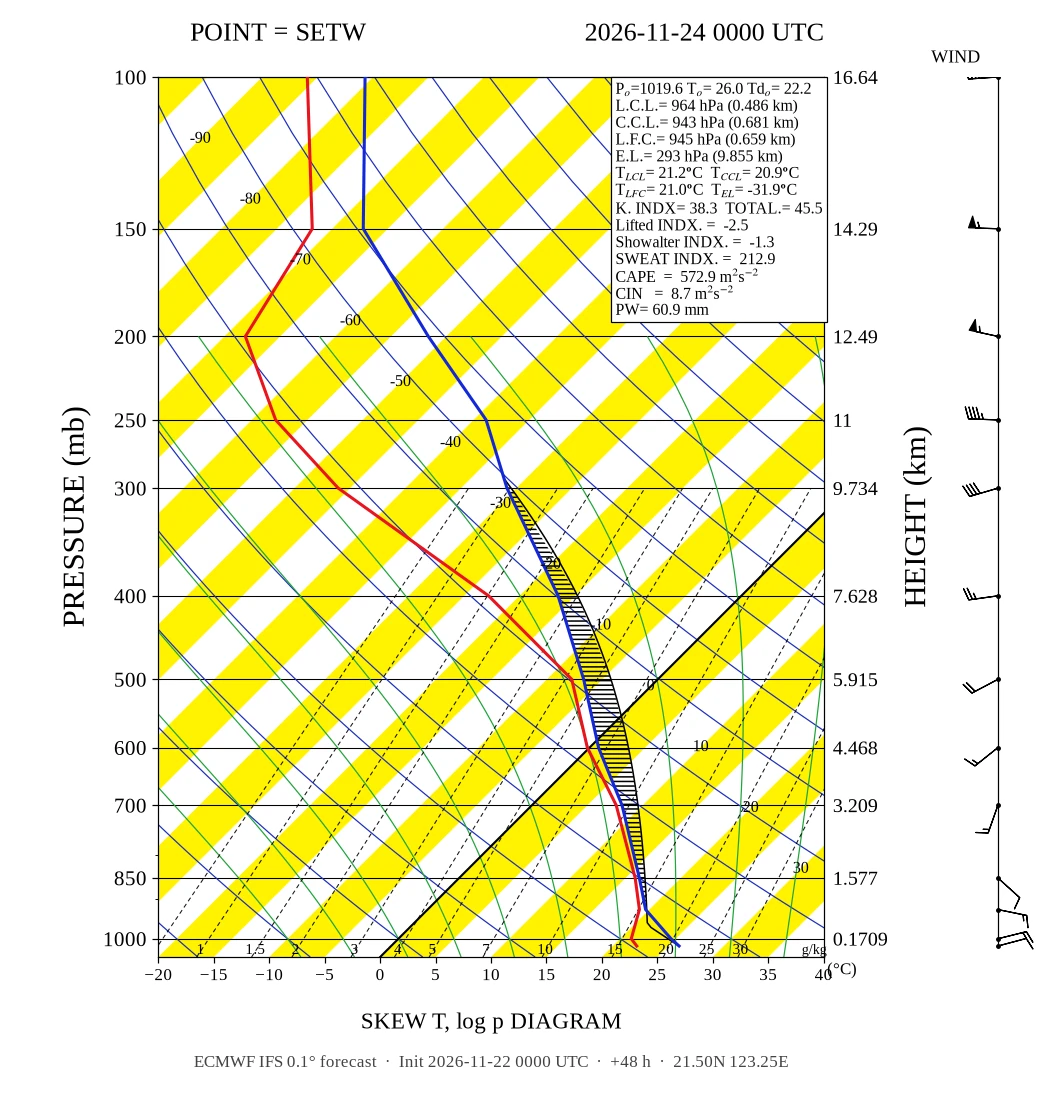 POINT = SETW
2026-11-24 0000 UTC
WIND
P₀=1019.6 T₀= 26.0 Td₀= 22.2
L.C.L.= 964 hPa (0.486 km)
C.C.L.= 943 hPa (0.681 km)
L.F.C.= 945 hPa (0.659 km)
E.L.= 293 hPa (9.855 km)
T_LCL= 21.2°C T_CCL= 20.9°C
T_LFC= 21.0°C T_EL= -31.9°C
K. INDX= 38.3 TOTAL.= 45.5
Lifted INDX. = -2.5
Showalter INDX. = -1.3
SWEAT INDX. = 212.9
CAPE = 572.9 m²s⁻²
CIN = 8.7 m²s⁻²
PW= 60.9 mm
100 16.64
-90
-80
150 14.29
-70
-60
200 12.49
-50
250 11
-40
300 9.734
-30
-20
400 7.628
-10
500 5.915
0
600 4.468
10
700 3.209
20
30
850 1.577
1000 0.1709
1 1.5 2 3 4 5 7 10 15 20 25 30 g/kg
−20 −15 −10 −5 0 5 10 15 20 25 30 35 40 (°C)
PRESSURE (mb)
HEIGHT (km)
SKEW T, log p DIAGRAM
ECMWF IFS 0.1° forecast · Init 2026-11-22 0000 UTC · +48 h · 21.50N 123.25E